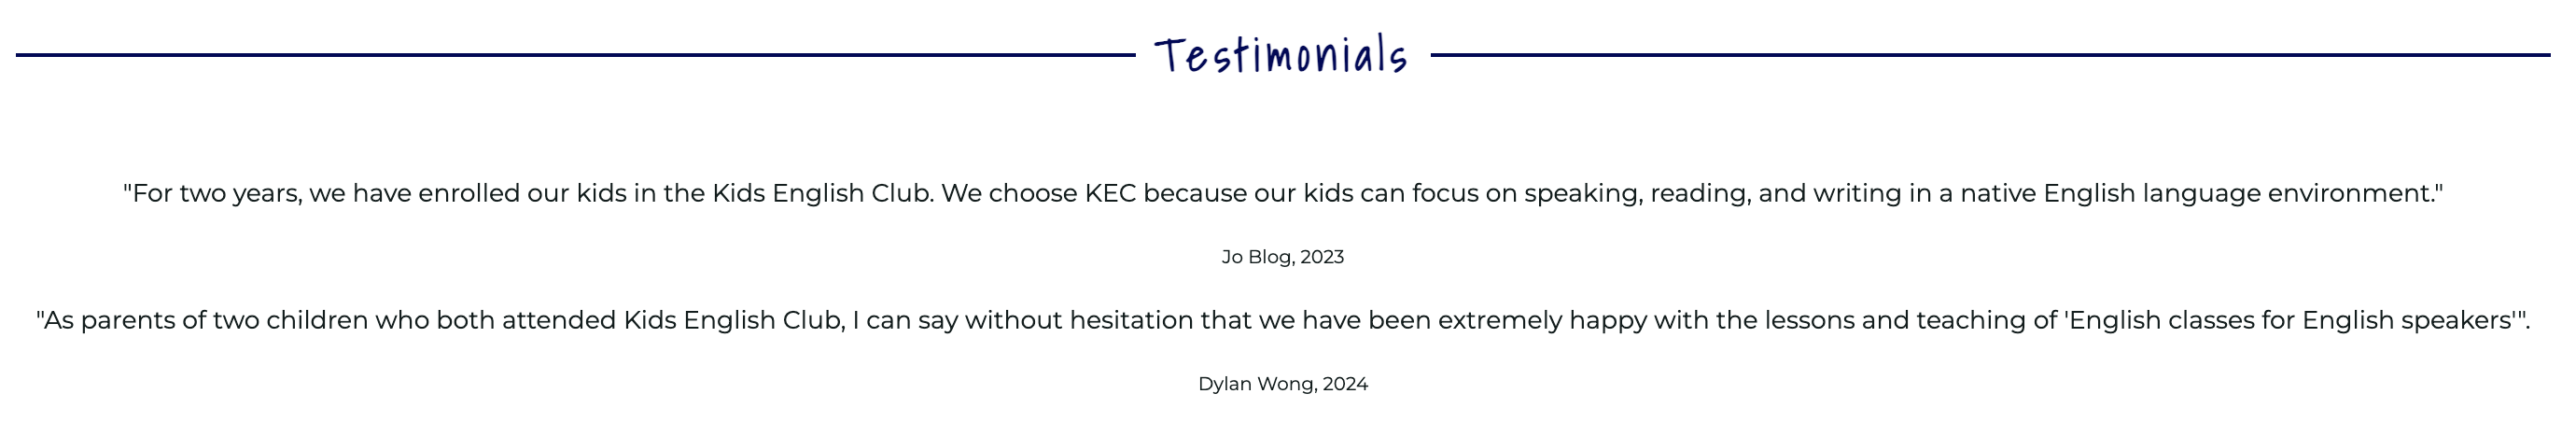 Testimonials
"For two years, we have enrolled our kids in the Kids English Club. We choose KEC because our kids can focus on speaking, reading, and writing in a native English language environment."
Jo Blog, 2023
"As parents of two children who both attended Kids English Club, I can say without hesitation that we have been extremely happy with the lessons and teaching of 'English classes for English speakers'".
Dylan Wong, 2024